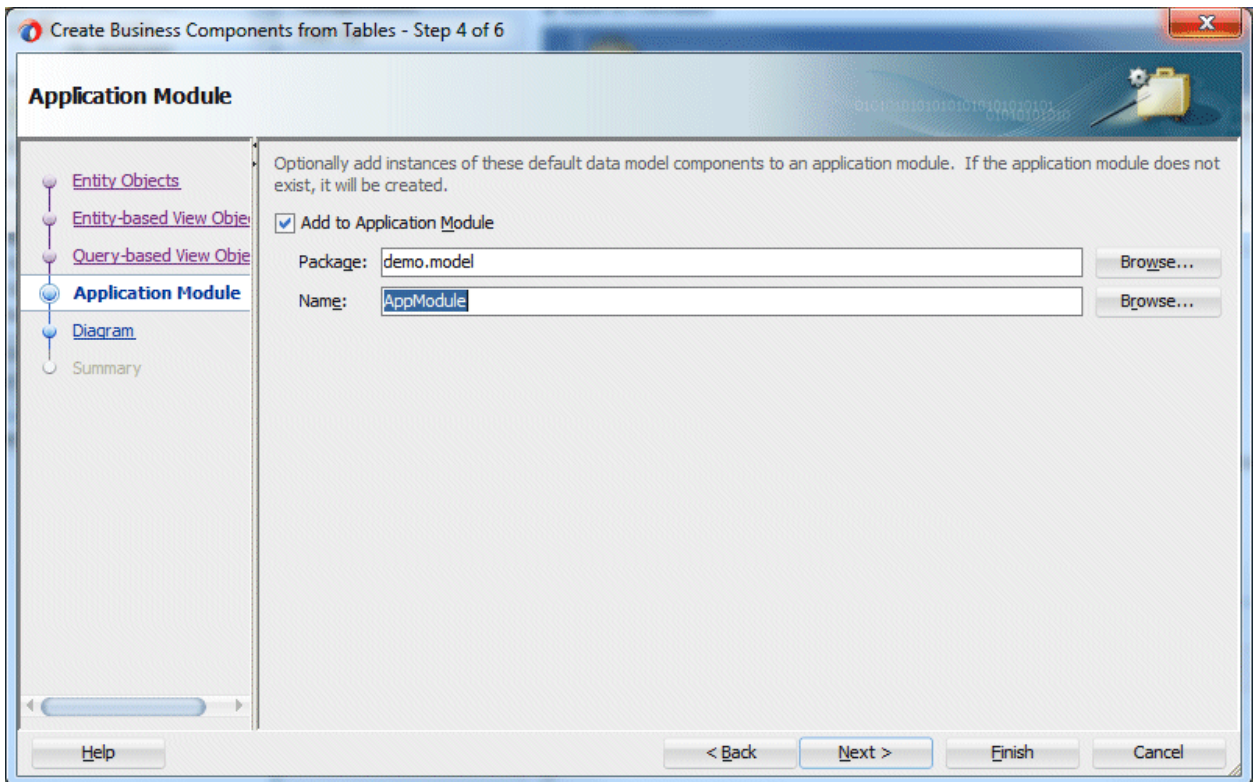 Create Business Components from Tables - Step 4 of 6
Application Module
Entity Objects
Entity-based View Obje
Query-based View Obje
Application Module
Diagram
Summary
Optionally add instances of these default data model components to an application module. If the application module does not
exist, it will be created.
Add to Application Module
Package: demo.model Browse...
Name: AppModule Browse...
Help < Back Next > Finish Cancel